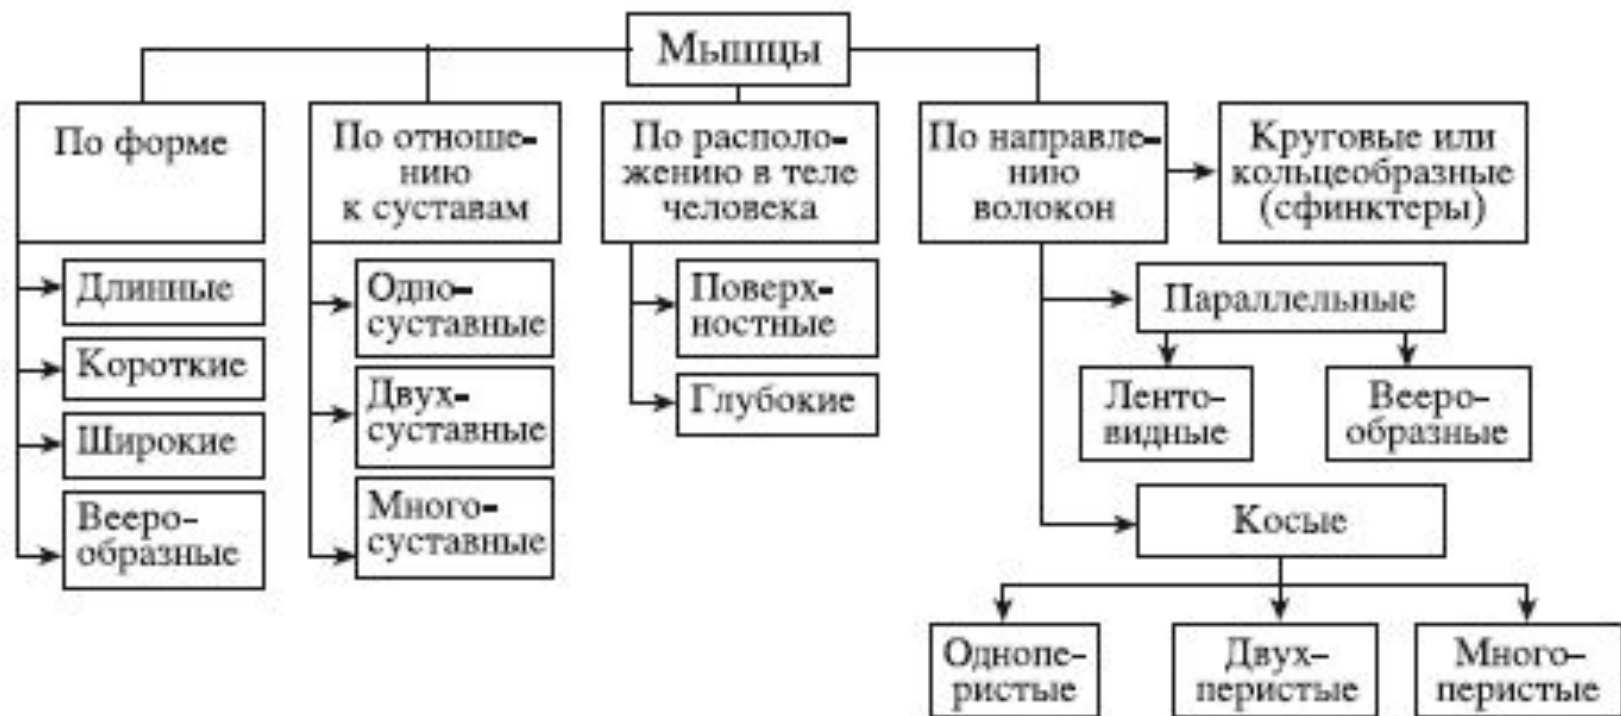 Мышцы
По форме
Длинные
Короткие
Широкие
Вееро-
образные
По отноше-
нию
к суставам
Одно-
суставные
Двух-
суставные
Много-
суставные
По располо-
жению в теле
человека
Поверх-
ностные
Глубокие
По направле-
нию
волокон
Круговые или
кольцеобразные
(сфинктеры)
Параллельные
Ленто-
видные
Вееро-
образные
Косые
Однопе-
ристые
Двух-
перистые
Много-
перистые